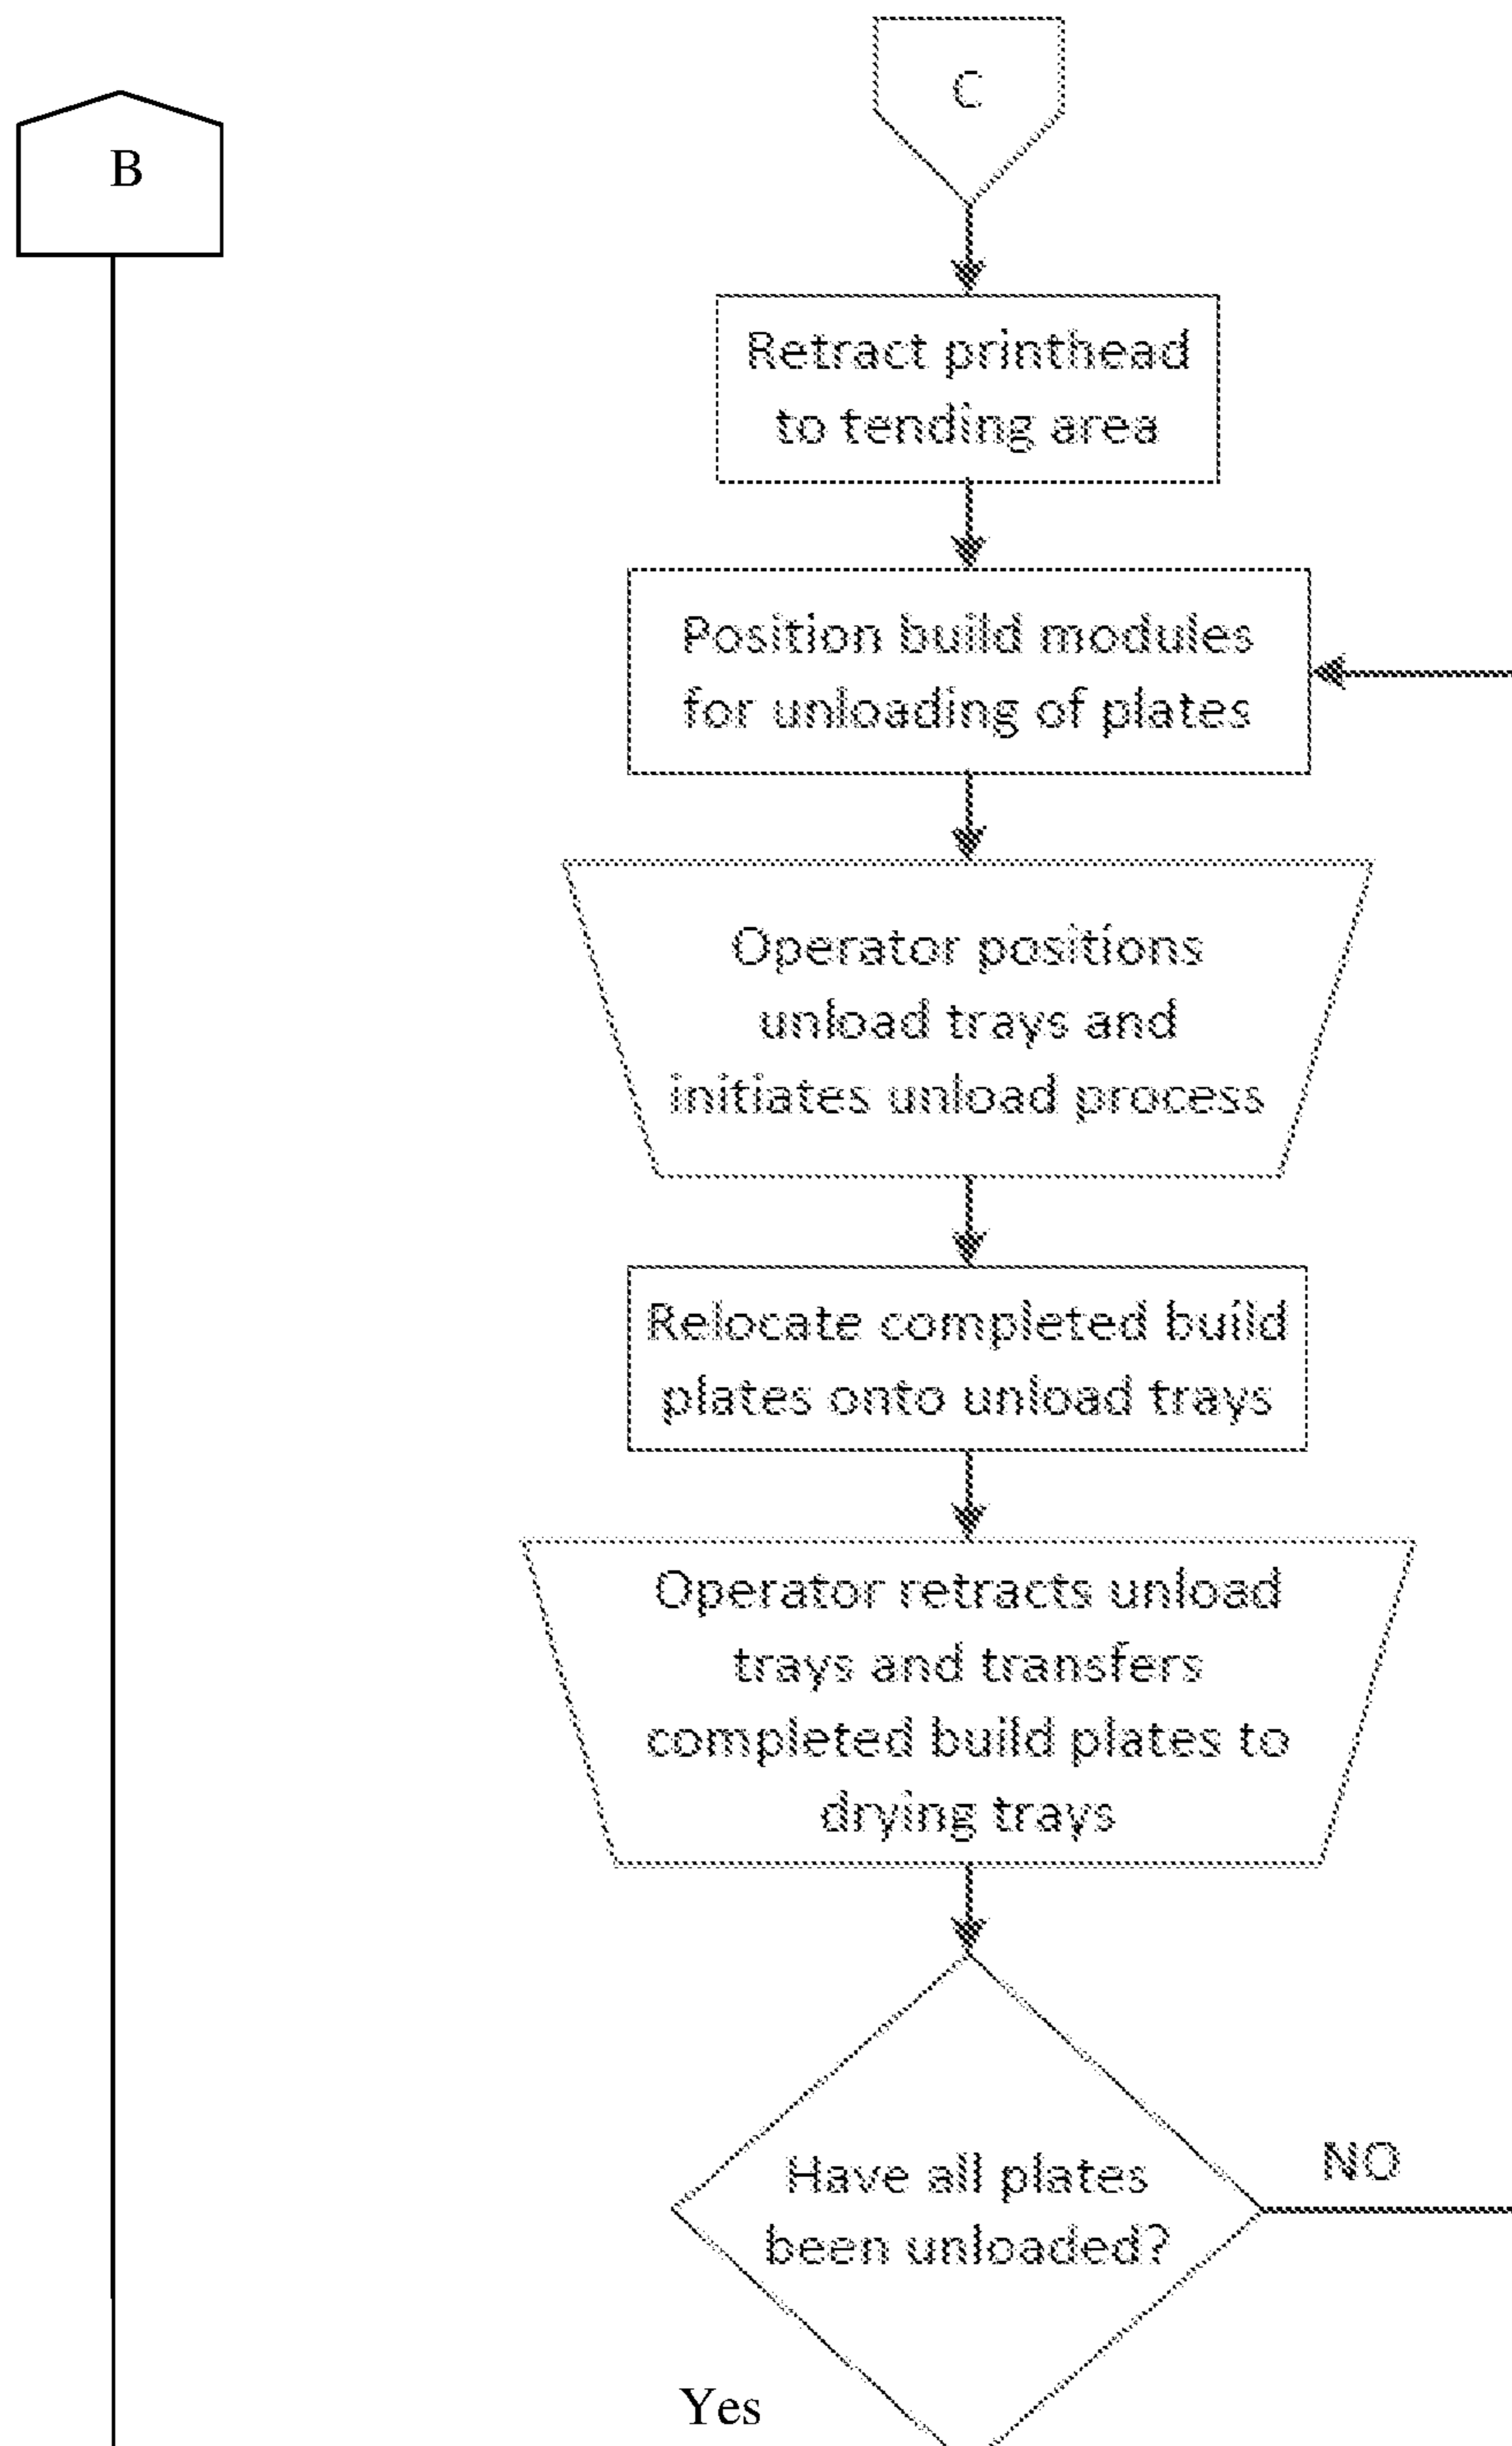 C
B
Retract printhead
to tending area
Position build modules
for unloading of plates
Operator positions
unload trays and
initiates unload process
Relocate completed build
plates onto unload trays
Operator retracts unload
trays and transfers
completed build plates to
drying trays
Have all plates
been unloaded?
NO
Yes